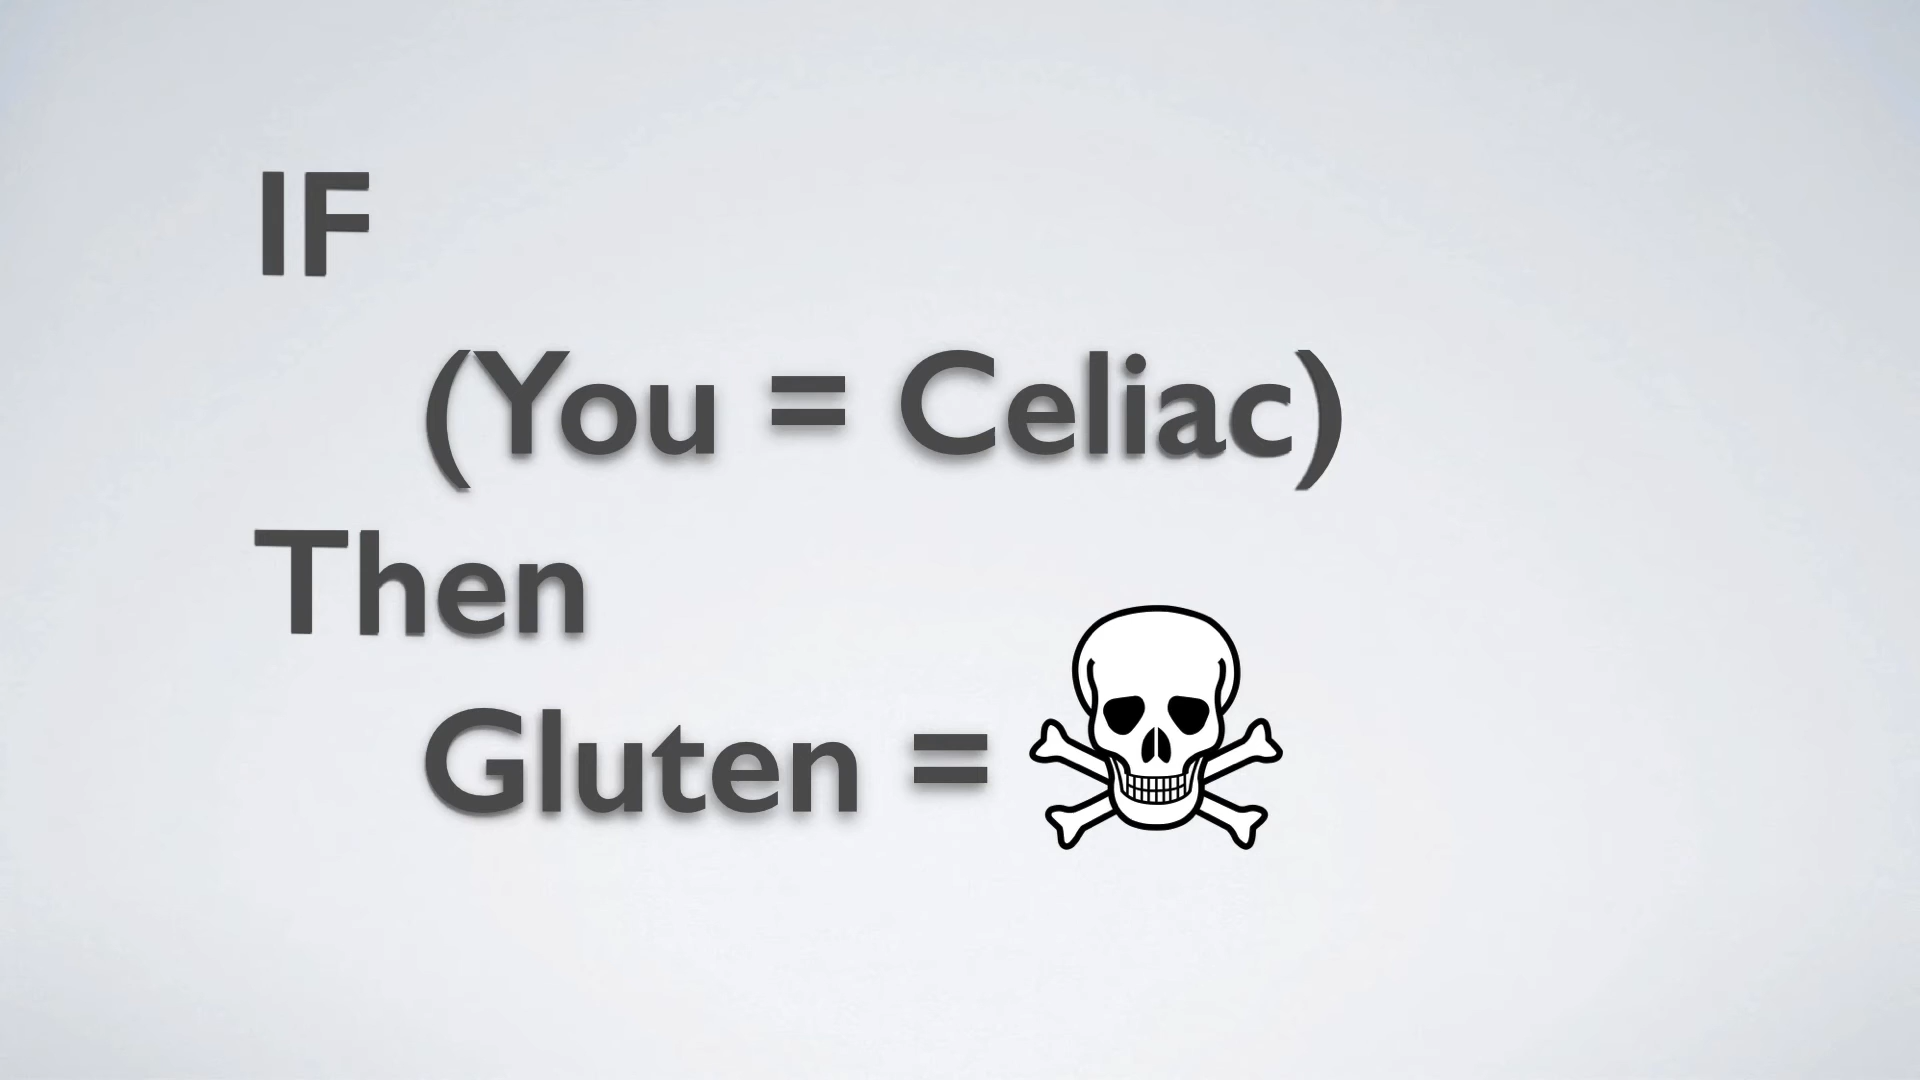 IF
(You = Celiac)
Then
Gluten =